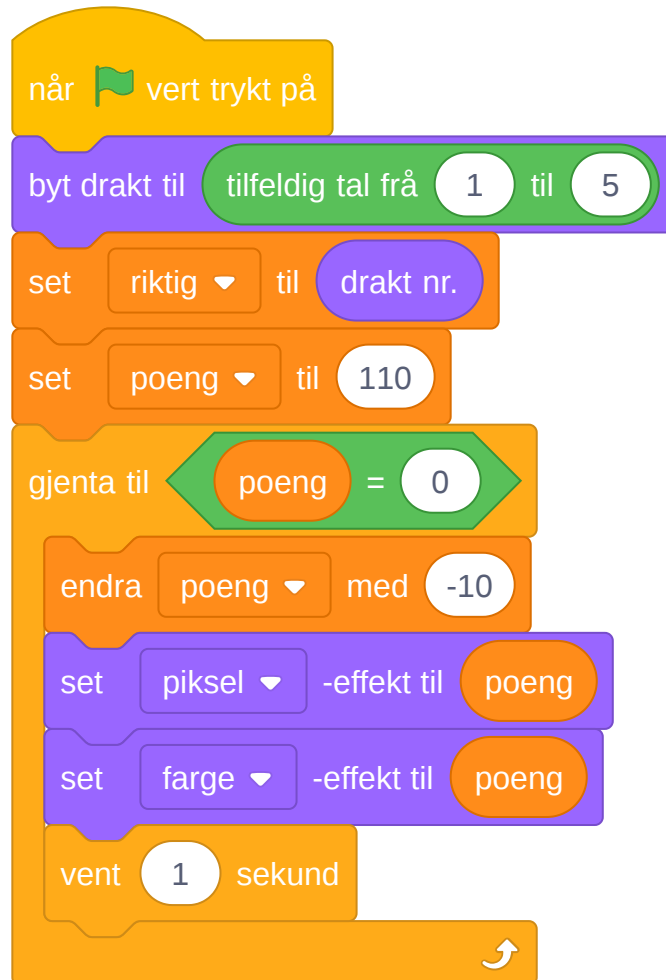 når vert trykt på
byt drakt til tilfeldig tal frå 1 til 5
set riktig til drakt nr.
set poeng til 110
gjenta til poeng = 0
endra poeng med -10
set piksel -effekt til poeng
set farge -effekt til poeng
vent 1 sekund